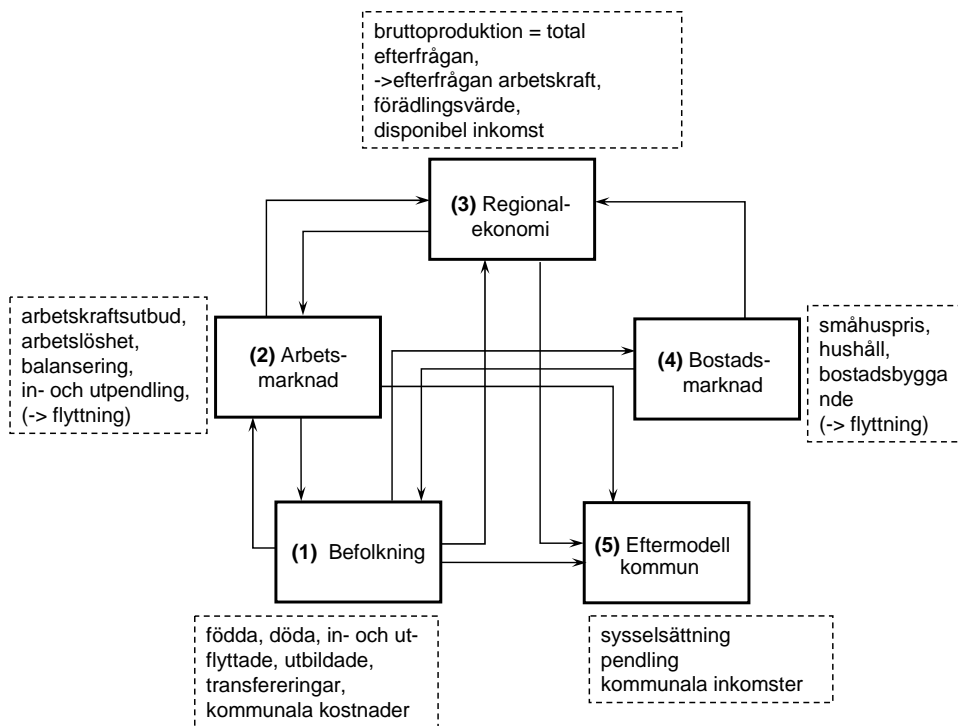 bruttoproduktion = total
efterfrågan,
->efterfrågan arbetskraft,
förädlingsvärde,
disponibel inkomst
(3) Regional-
ekonomi
arbetskraftsutbud,
arbetslöshet,
balansering,
in- och utpendling,
(-> flyttning)
(2) Arbets-
marknad
(4) Bostads-
marknad
småhuspris,
hushåll,
bostadsbygga
nde
(-> flyttning)
(1) Befolkning
(5) Eftermodell
kommun
födda, döda, in- och ut-
flyttade, utbildade,
transfereringar,
kommunala kostnader
sysselsättning
pendling
kommunala inkomster